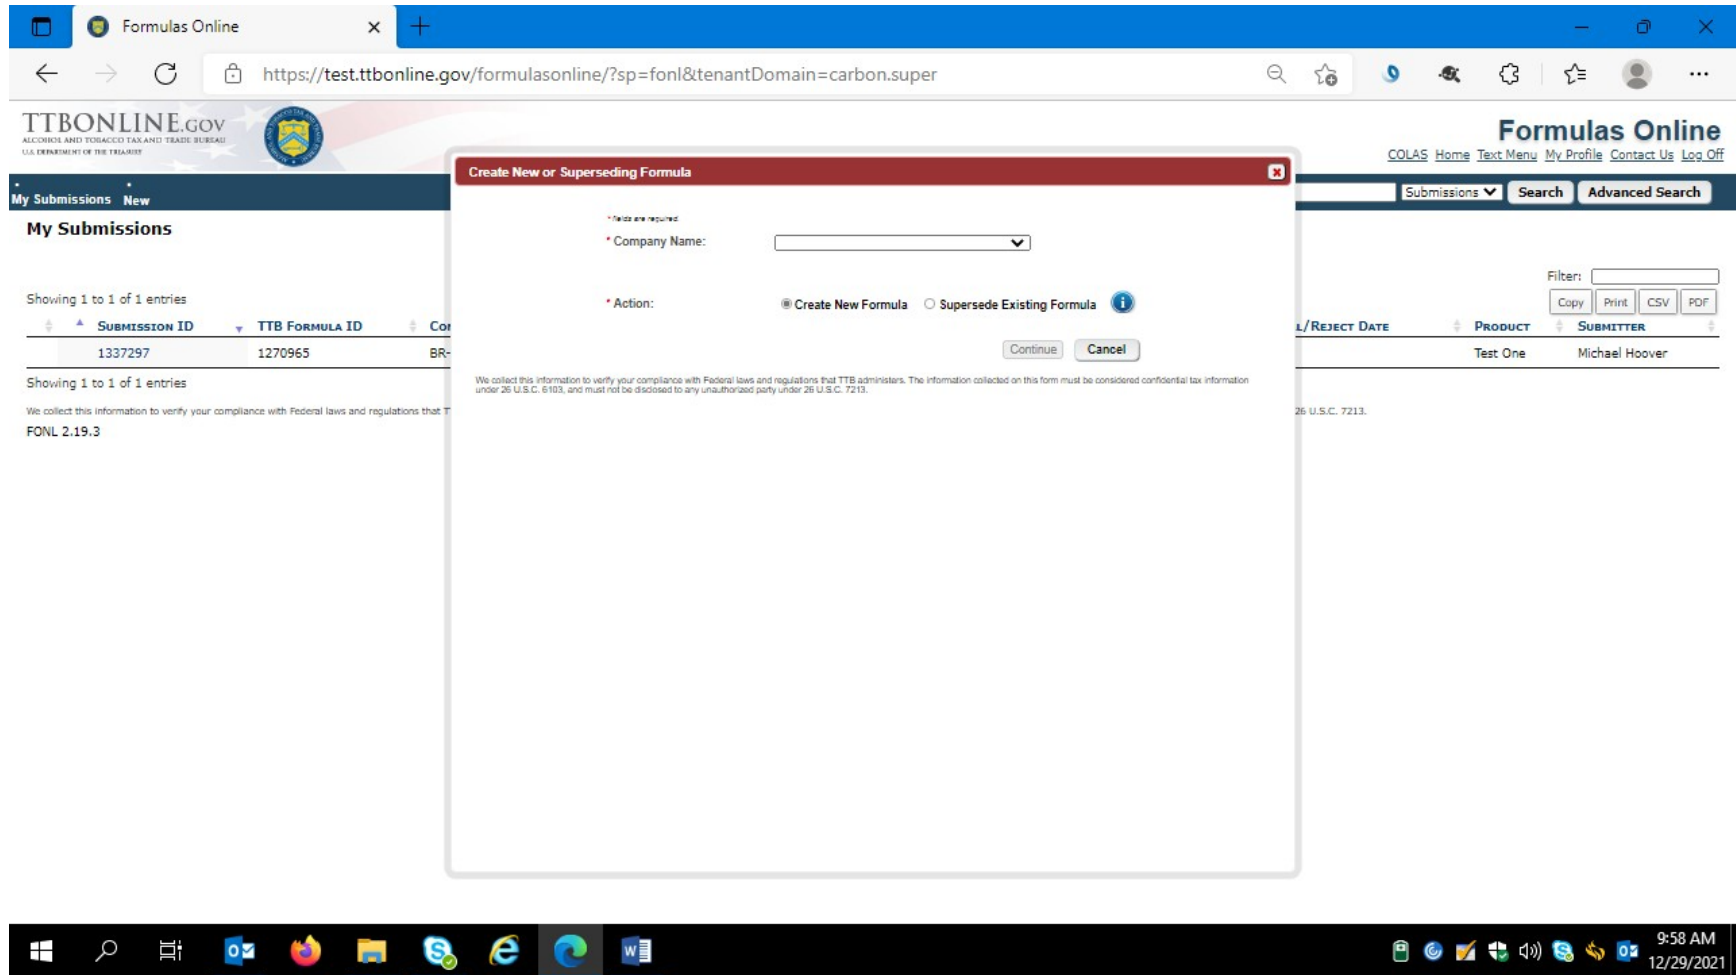 Formulas Online
https://test.ttbonline.gov/formulasonline/?sp=fonl&tenantDomain=carbon.super
TTBONLINE.GOV
ALCOHOL AND TOBACCO TAX AND TRADE BUREAU
U.S. DEPARTMENT OF THE TREASURY
Formulas Online
COLAS Home Text Menu My Profile Contact Us Log Off
My Submissions New
Submissions Search Advanced Search
My Submissions
Filter:
Showing 1 to 1 of 1 entries
Copy Print CSV PDF
SUBMISSION ID TTB FORMULA ID L/REJECT DATE PRODUCT SUBMITTER
1337297 1270965 BR- Test One Michael Hoover
Showing 1 to 1 of 1 entries
We collect this information to verify your compliance with Federal laws and regulations that T 26 U.S.C. 7213.
FONL 2.19.3
Create New or Superseding Formula
* fields are required.
* Company Name:
* Action: Create New Formula Supersede Existing Formula
Continue Cancel
We collect this information to verify your compliance with Federal laws and regulations that TTB administers. The information collected on this form must be considered confidential tax information
under 26 U.S.C. 6103, and must not be disclosed to any unauthorized party under 26 U.S.C. 7213.
9:58 AM
12/29/2021